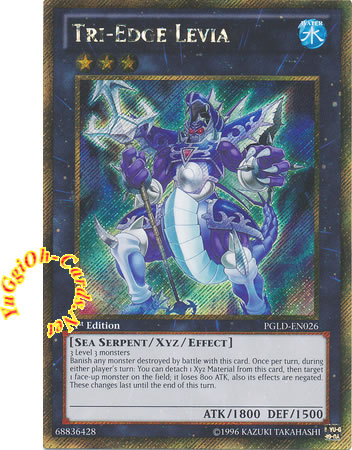 TRI-EDGE LEVIA
WATER
水
YuGgiOh-Cards.Net
1st Edition
PGLD-EN026
[SEA SERPENT/XYZ/EFFECT]
3 Level 3 monsters
Banish any monster destroyed by battle with this card. Once per turn, during
either player's turn: You can detach 1 Xyz Material from this card, then target
1 face-up monster on the field; it loses 800 ATK, also its effects are negated.
These changes last until the end of this turn.
ATK/1800 DEF/1500
68836428
©1996 KAZUKI TAKAHASHI